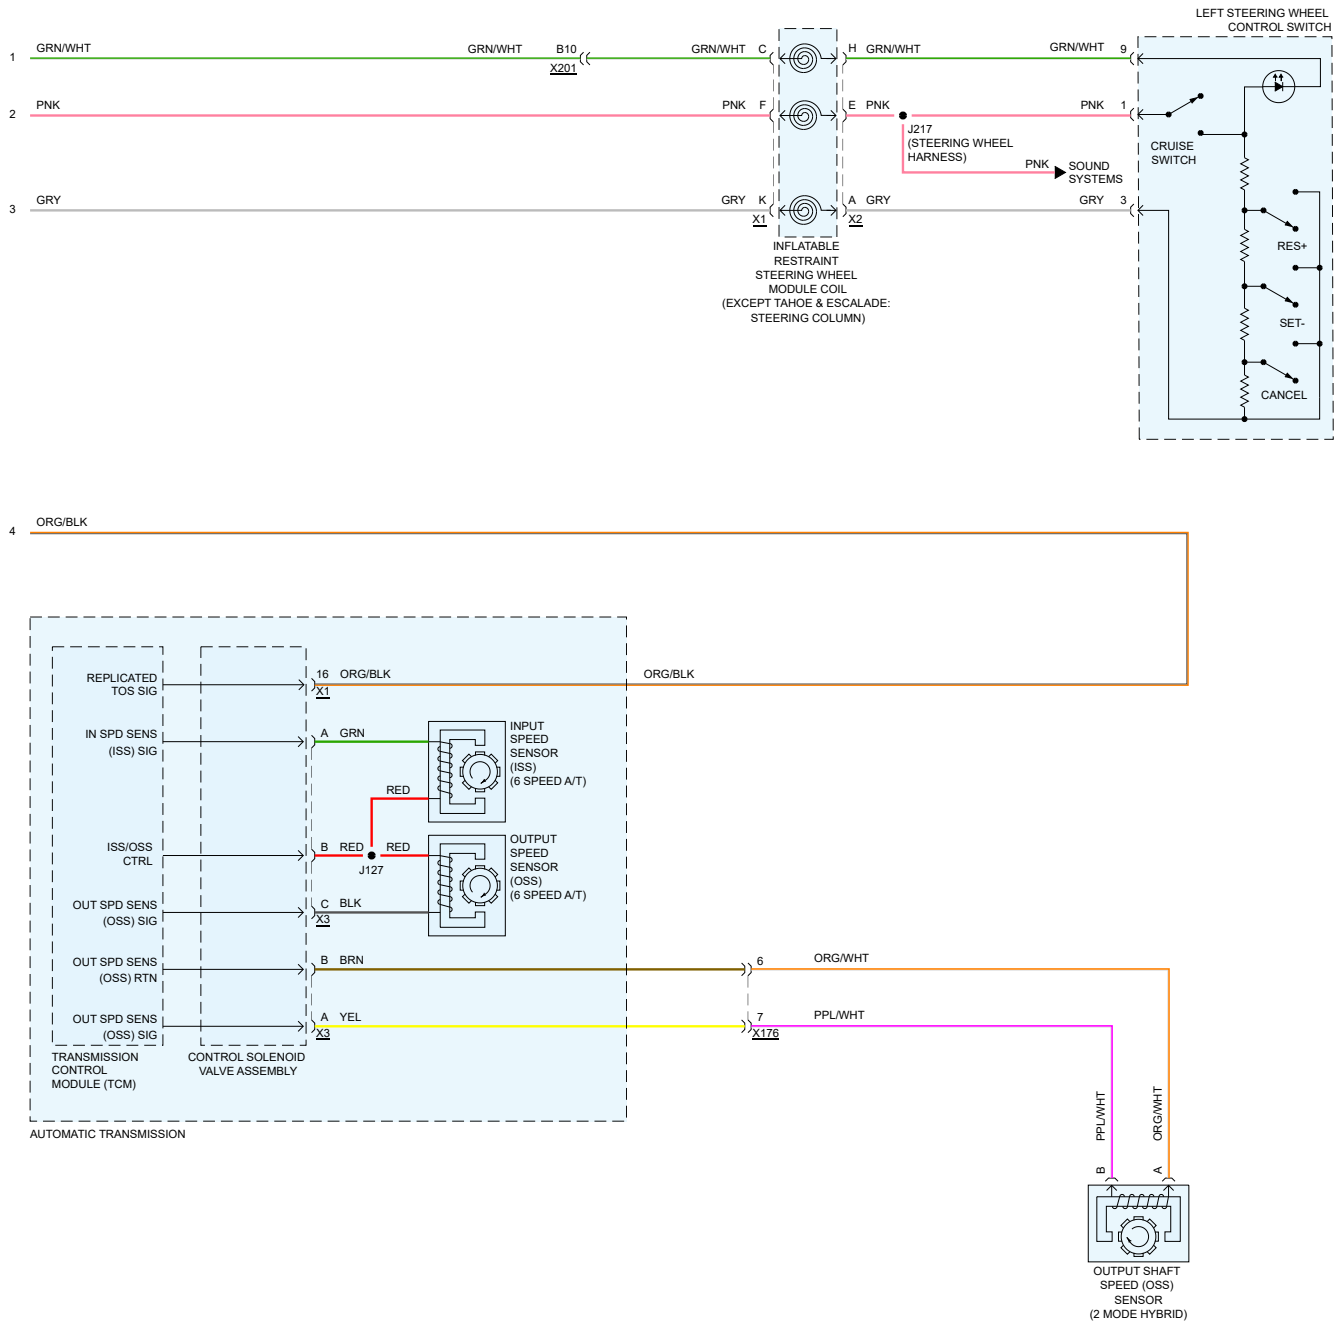 LEFT STEERING WHEEL
CONTROL SWITCH
1
GRN/WHT
GRN/WHT
B10
X201
GRN/WHT
C
H
GRN/WHT
GRN/WHT
9
2
PNK
PNK
F
E
PNK
PNK
1
J217
(STEERING WHEEL
HARNESS)
PNK
SOUND
SYSTEMS
CRUISE
SWITCH
3
GRY
GRY
K
X1
A
X2
GRY
GRY
3
RES+
SET-
CANCEL
INFLATABLE
RESTRAINT
STEERING WHEEL
MODULE COIL
(EXCEPT TAHOE & ESCALADE:
STEERING COLUMN)
4
ORG/BLK
REPLICATED
TOS SIG
16
X1
ORG/BLK
ORG/BLK
IN SPD SENS
(ISS) SIG
A
GRN
INPUT
SPEED
SENSOR
(ISS)
(6 SPEED A/T)
RED
ISS/OSS
CTRL
B
RED
RED
J127
OUTPUT
SPEED
SENSOR
(OSS)
(6 SPEED A/T)
OUT SPD SENS
(OSS) SIG
C
X3
BLK
OUT SPD SENS
(OSS) RTN
B
BRN
6
ORG/WHT
OUT SPD SENS
(OSS) SIG
A
X3
YEL
7
X176
PPL/WHT
TRANSMISSION
CONTROL
MODULE (TCM)
CONTROL SOLENOID
VALVE ASSEMBLY
AUTOMATIC TRANSMISSION
PPL/WHT
ORG/WHT
B
A
OUTPUT SHAFT
SPEED (OSS)
SENSOR
(2 MODE HYBRID)